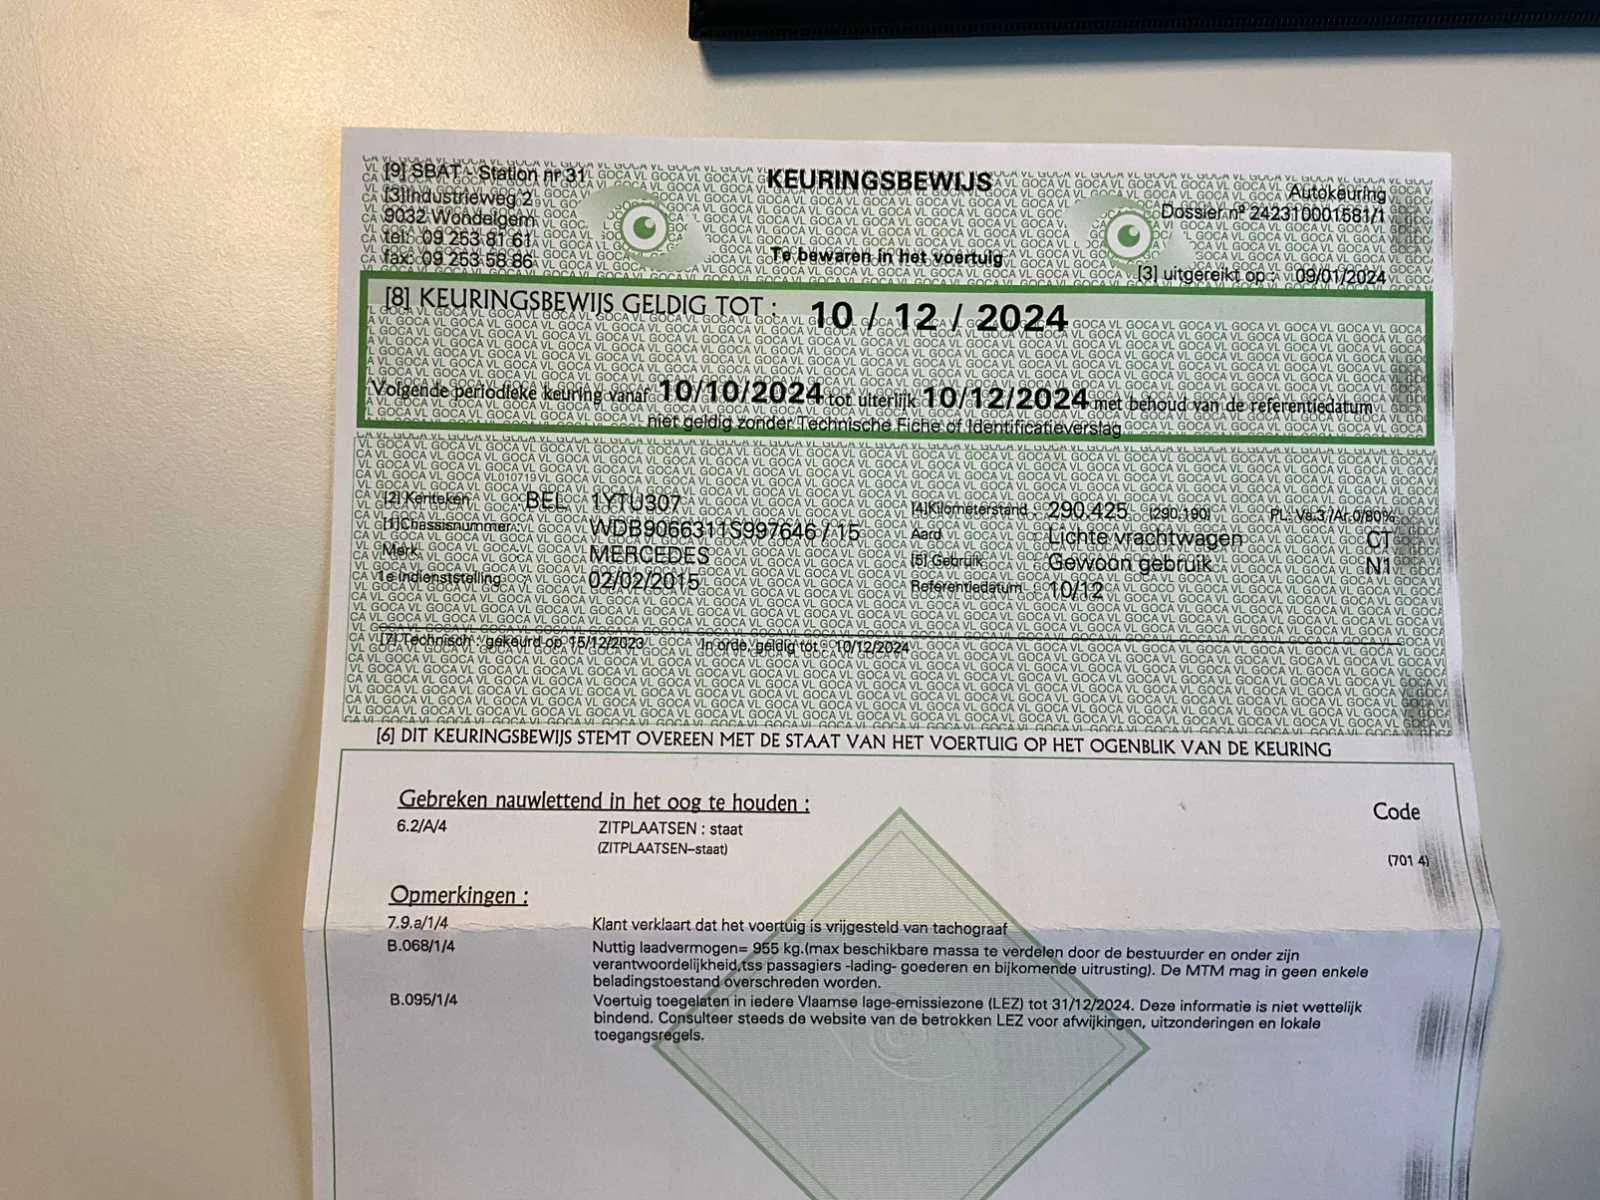 [9] SBAT - Station nr 31
[3]Industrieweg 2
9032 Wondelgem
tel: 09 253 81 61
fax: 09 253 58 86
KEURINGSBEWIJS
Te bewaren in het voertuig
Autokeuring
Dossier nº 242310001581/1
[3] uitgereikt op : 09/01/2024
[8] KEURINGSBEWIJS GELDIG TOT : 10 / 12 / 2024
Volgende periodieke keuring vanaf 10/10/2024 tot uiterlijk 10/12/2024 met behoud van de referentiedatum
niet geldig zonder Technische Fiche of Identificatieverslag
[2] Kenteken BEL 1YTU307
[1]Chassisnummer WDB9066311S997646 / 15
Merk MERCEDES
1e Indienststelling 02/02/2015
[4]Kilometerstand : 290.425 (290.190) PL: Va.3 /Ar.0/80%
Aard Lichte vrachtwagen CT
[5] Gebruik Gewoon gebruik N1
Referentiedatum 10/12
[7] Technisch : gekeurd op 15/12/2023 In orde, geldig tot : 10/12/2024
[6] DIT KEURINGSBEWIJS STEMT OVEREEN MET DE STAAT VAN HET VOERTUIG OP HET OGENBLIK VAN DE KEURING
Gebreken nauwlettend in het oog te houden : Code
6.2/A/4 ZITPLAATSEN : staat
(ZITPLAATSEN-staat) (701 4)
Opmerkingen :
7.9.a/1/4 Klant verklaart dat het voertuig is vrijgesteld van tachograaf
B.068/1/4 Nuttig laadvermogen= 955 kg.(max beschikbare massa te verdelen door de bestuurder en onder zijn
verantwoordelijkheid,tss passagiers -lading- goederen en bijkomende uitrusting). De MTM mag in geen enkele
beladingstoestand overschreden worden.
B.095/1/4 Voertuig toegelaten in iedere Vlaamse lage-emissiezone (LEZ) tot 31/12/2024. Deze informatie is niet wettelijk
bindend. Consulteer steeds de website van de betrokken LEZ voor afwijkingen, uitzonderingen en lokale
toegangsregels.